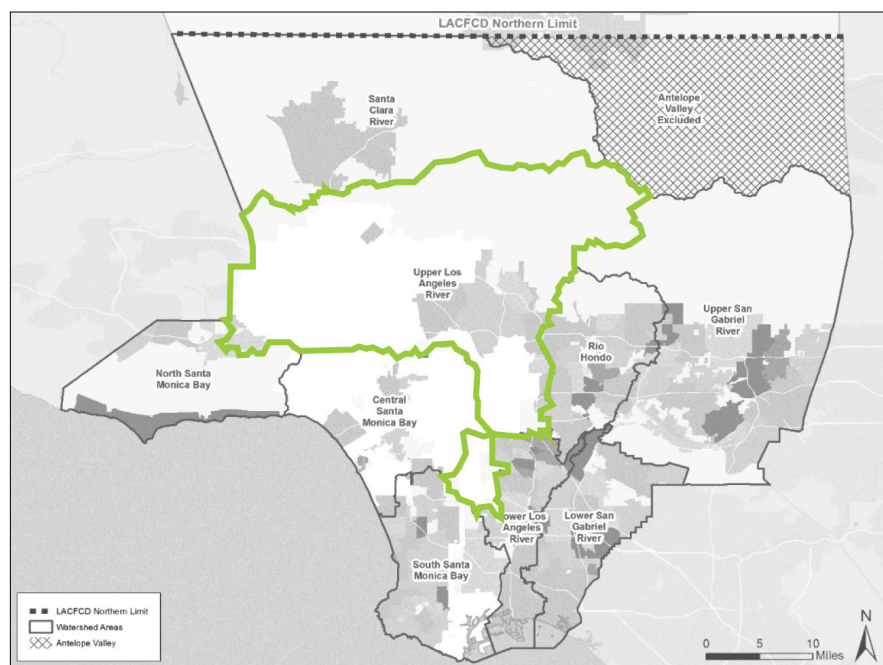 LACFCD Northern Limit
Santa
Clara
River
Antelope
Valley
Excluded
Upper Los
Angeles
River
Upper San
Gabriel
River
Rio
Hondo
North Santa
Monica Bay
Central
Santa
Monica Bay
Lower Los
Angeles
River
Lower San
Gabriel
River
South Santa
Monica Bay
LACFCD Northern Limit
Watershed Areas
Antelope Valley
N
0 5 10
Miles